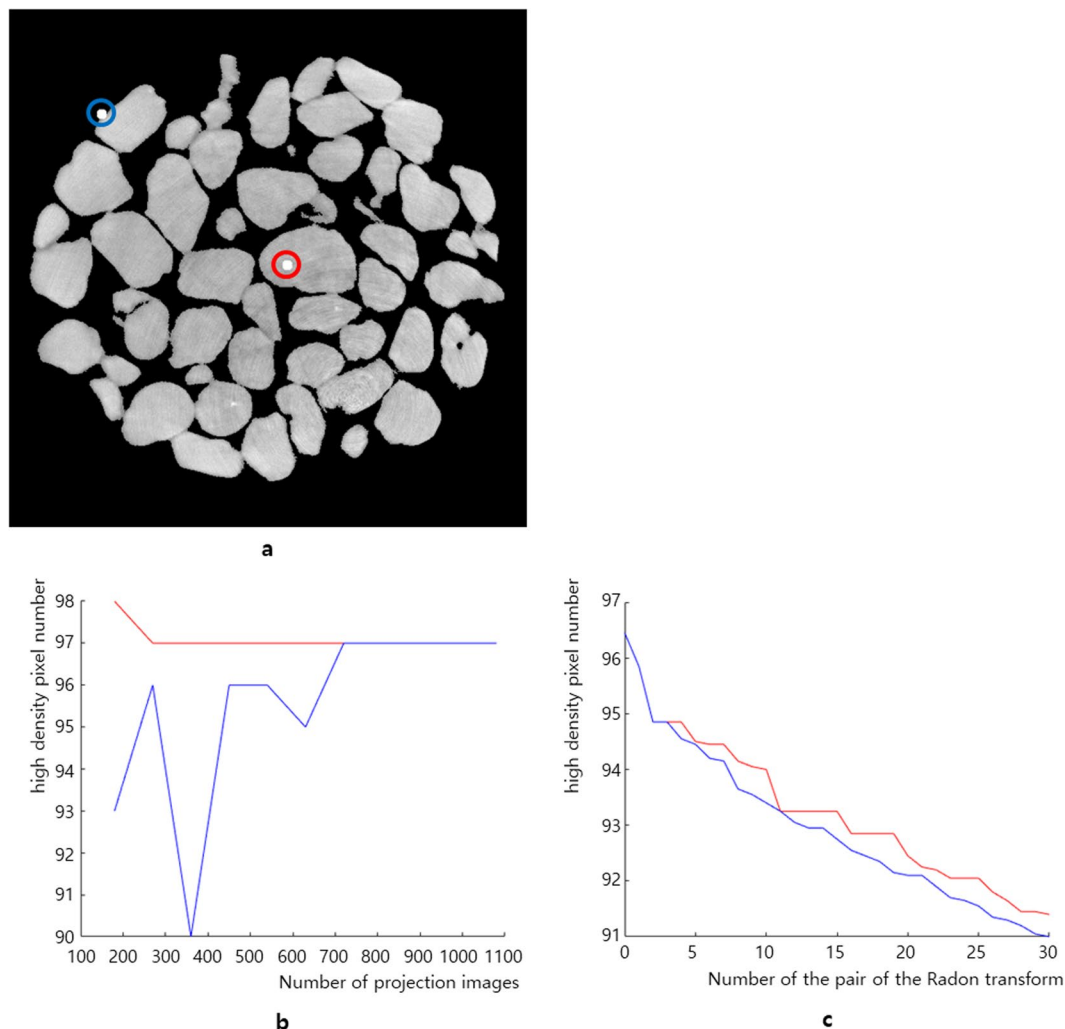 a
high density pixel number
98
97
96
95
94
93
92
91
90
100 200 300 400 500 600 700 800 900 1000 1100
Number of projection images
b
high density pixel number
97
96
95
94
93
92
91
0 5 10 15 20 25 30
Number of the pair of the Radon transform
c